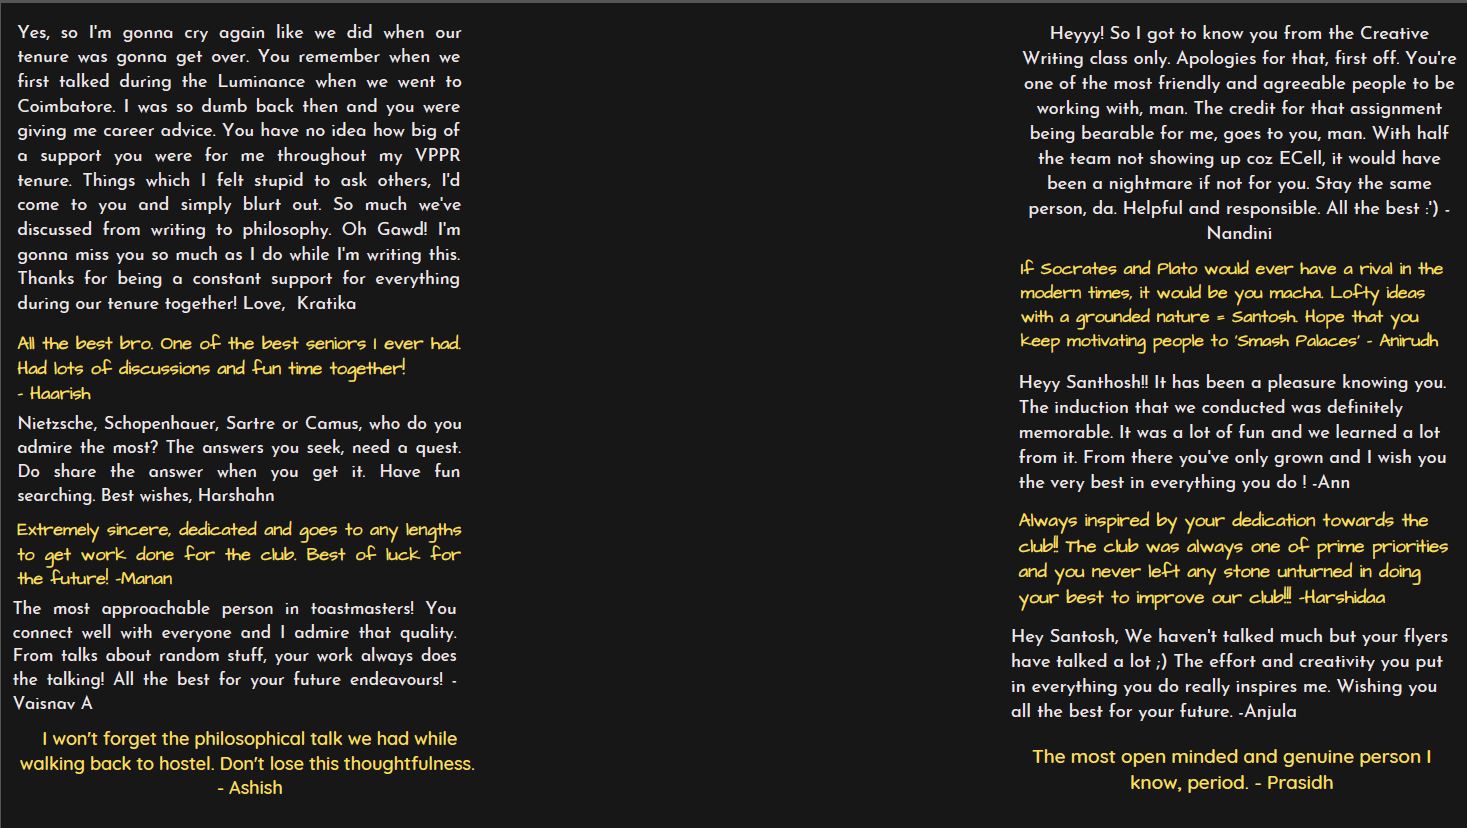 Yes, so I'm gonna cry again like we did when our
tenure was gonna get over. You remember when we
first talked during the Luminance when we went to
Coimbatore. I was so dumb back then and you were
giving me career advice. You have no idea how big of
a support you were for me throughout my VPPR
tenure. Things which I felt stupid to ask others, I'd
come to you and simply blurt out. So much we've
discussed from writing to philosophy. Oh Gawd! I'm
gonna miss you so much as I do while I'm writing this.
Thanks for being a constant support for everything
during our tenure together! Love, Kratika
All the best bro. One of the best seniors I ever had.
Had lots of discussions and fun time together!
- Haarish
Nietzsche, Schopenhauer, Sartre or Camus, who do you
admire the most? The answers you seek, need a quest.
Do share the answer when you get it. Have fun
searching. Best wishes, Harshahn
Extremely sincere, dedicated and goes to any lengths
to get work done for the club. Best of luck for
the future! -Manan
The most approachable person in toastmasters! You
connect well with everyone and I admire that quality.
From talks about random stuff, your work always does
the talking! All the best for your future endeavours! -
Vaisnav A
I won't forget the philosophical talk we had while
walking back to hostel. Don't lose this thoughtfulness.
- Ashish
Heyyy! So I got to know you from the Creative
Writing class only. Apologies for that, first off. You're
one of the most friendly and agreeable people to be
working with, man. The credit for that assignment
being bearable for me, goes to you, man. With half
the team not showing up coz ECell, it would have
been a nightmare if not for you. Stay the same
person, da. Helpful and responsible. All the best :') -
Nandini
If Socrates and Plato would ever have a rival in the
modern times, it would be you macha. Lofty ideas
with a grounded nature = Santosh. Hope that you
keep motivating people to 'Smash Palaces' - Anirudh
Heyy Santhosh!! It has been a pleasure knowing you.
The induction that we conducted was definitely
memorable. It was a lot of fun and we learned a lot
from it. From there you've only grown and I wish you
the very best in everything you do ! -Ann
Always inspired by your dedication towards the
club!! The club was always one of prime priorities
and you never left any stone unturned in doing
your best to improve our club!!! -Harshidaa
Hey Santosh, We haven't talked much but your flyers
have talked a lot ;) The effort and creativity you put
in everything you do really inspires me. Wishing you
all the best for your future. -Anjula
The most open minded and genuine person I
know, period. - Prasidh